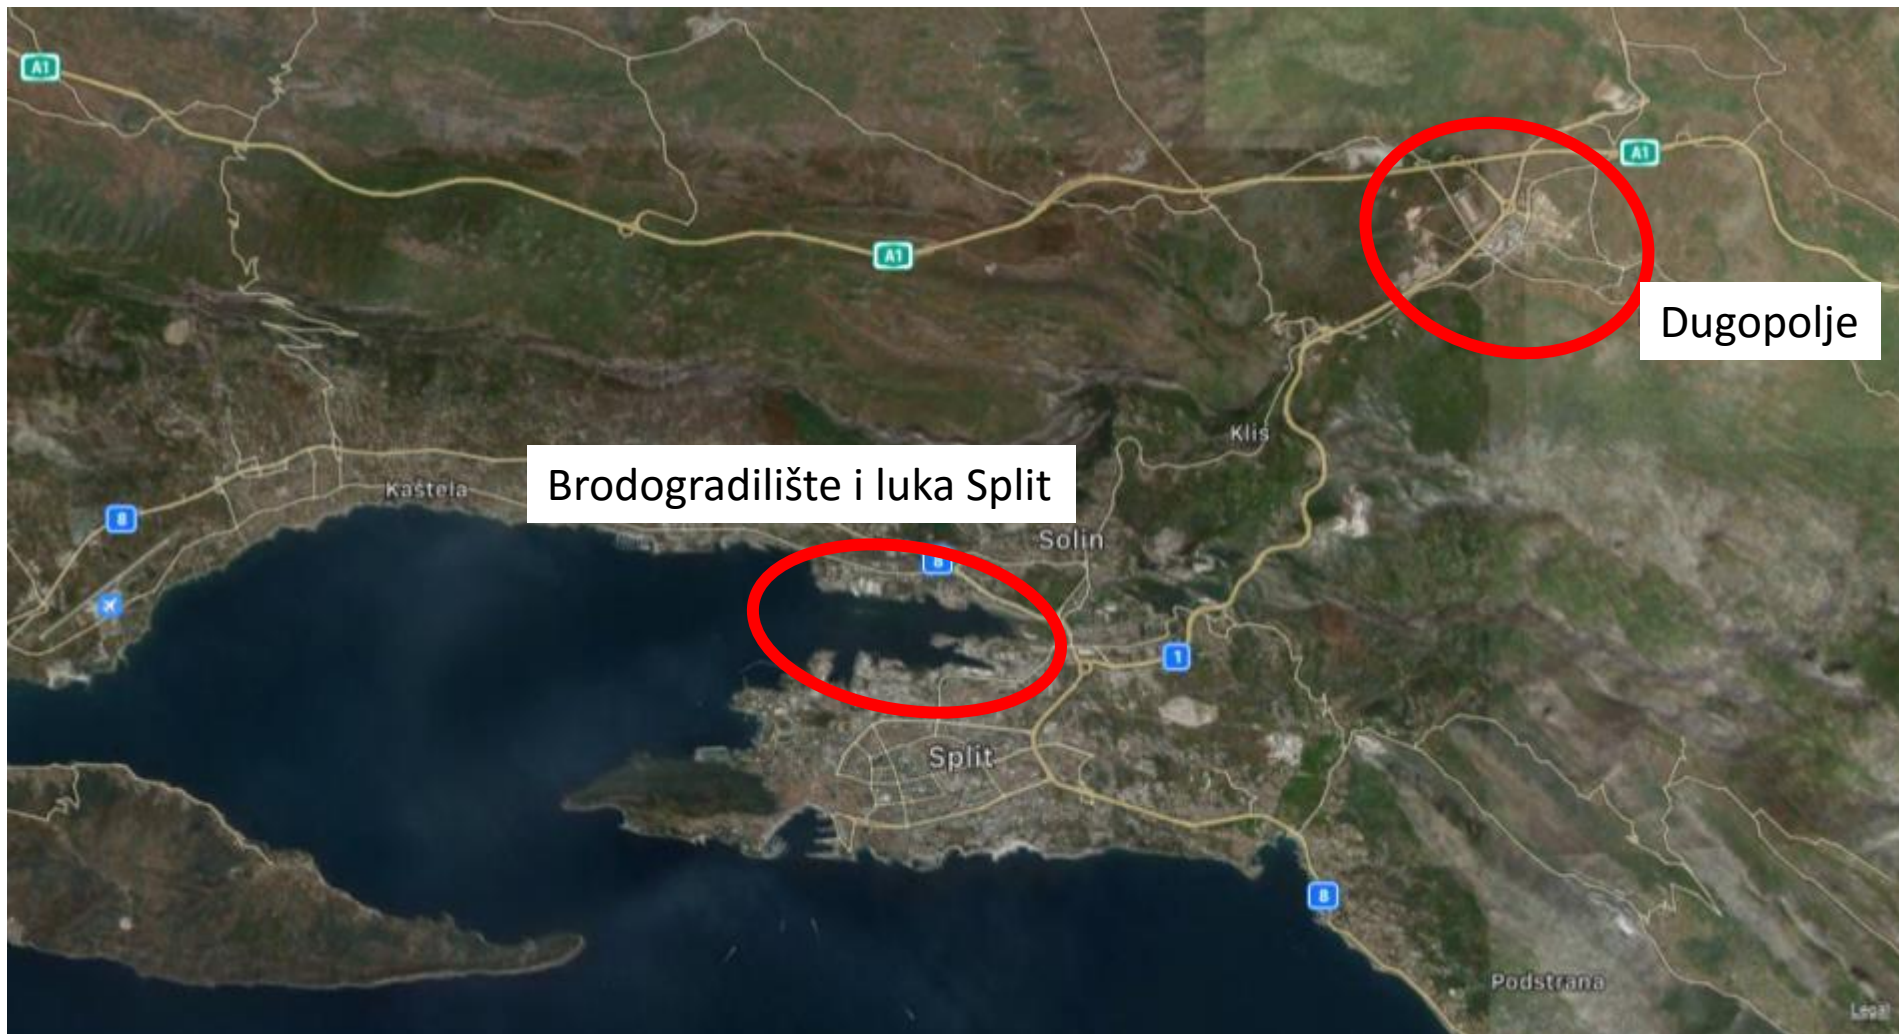 A1
A1
A1
Dugopolje
Klis
Brodogradilište i luka Split
Kaštela
8
Solin
8
1
Split
8
Podstrana
Legal